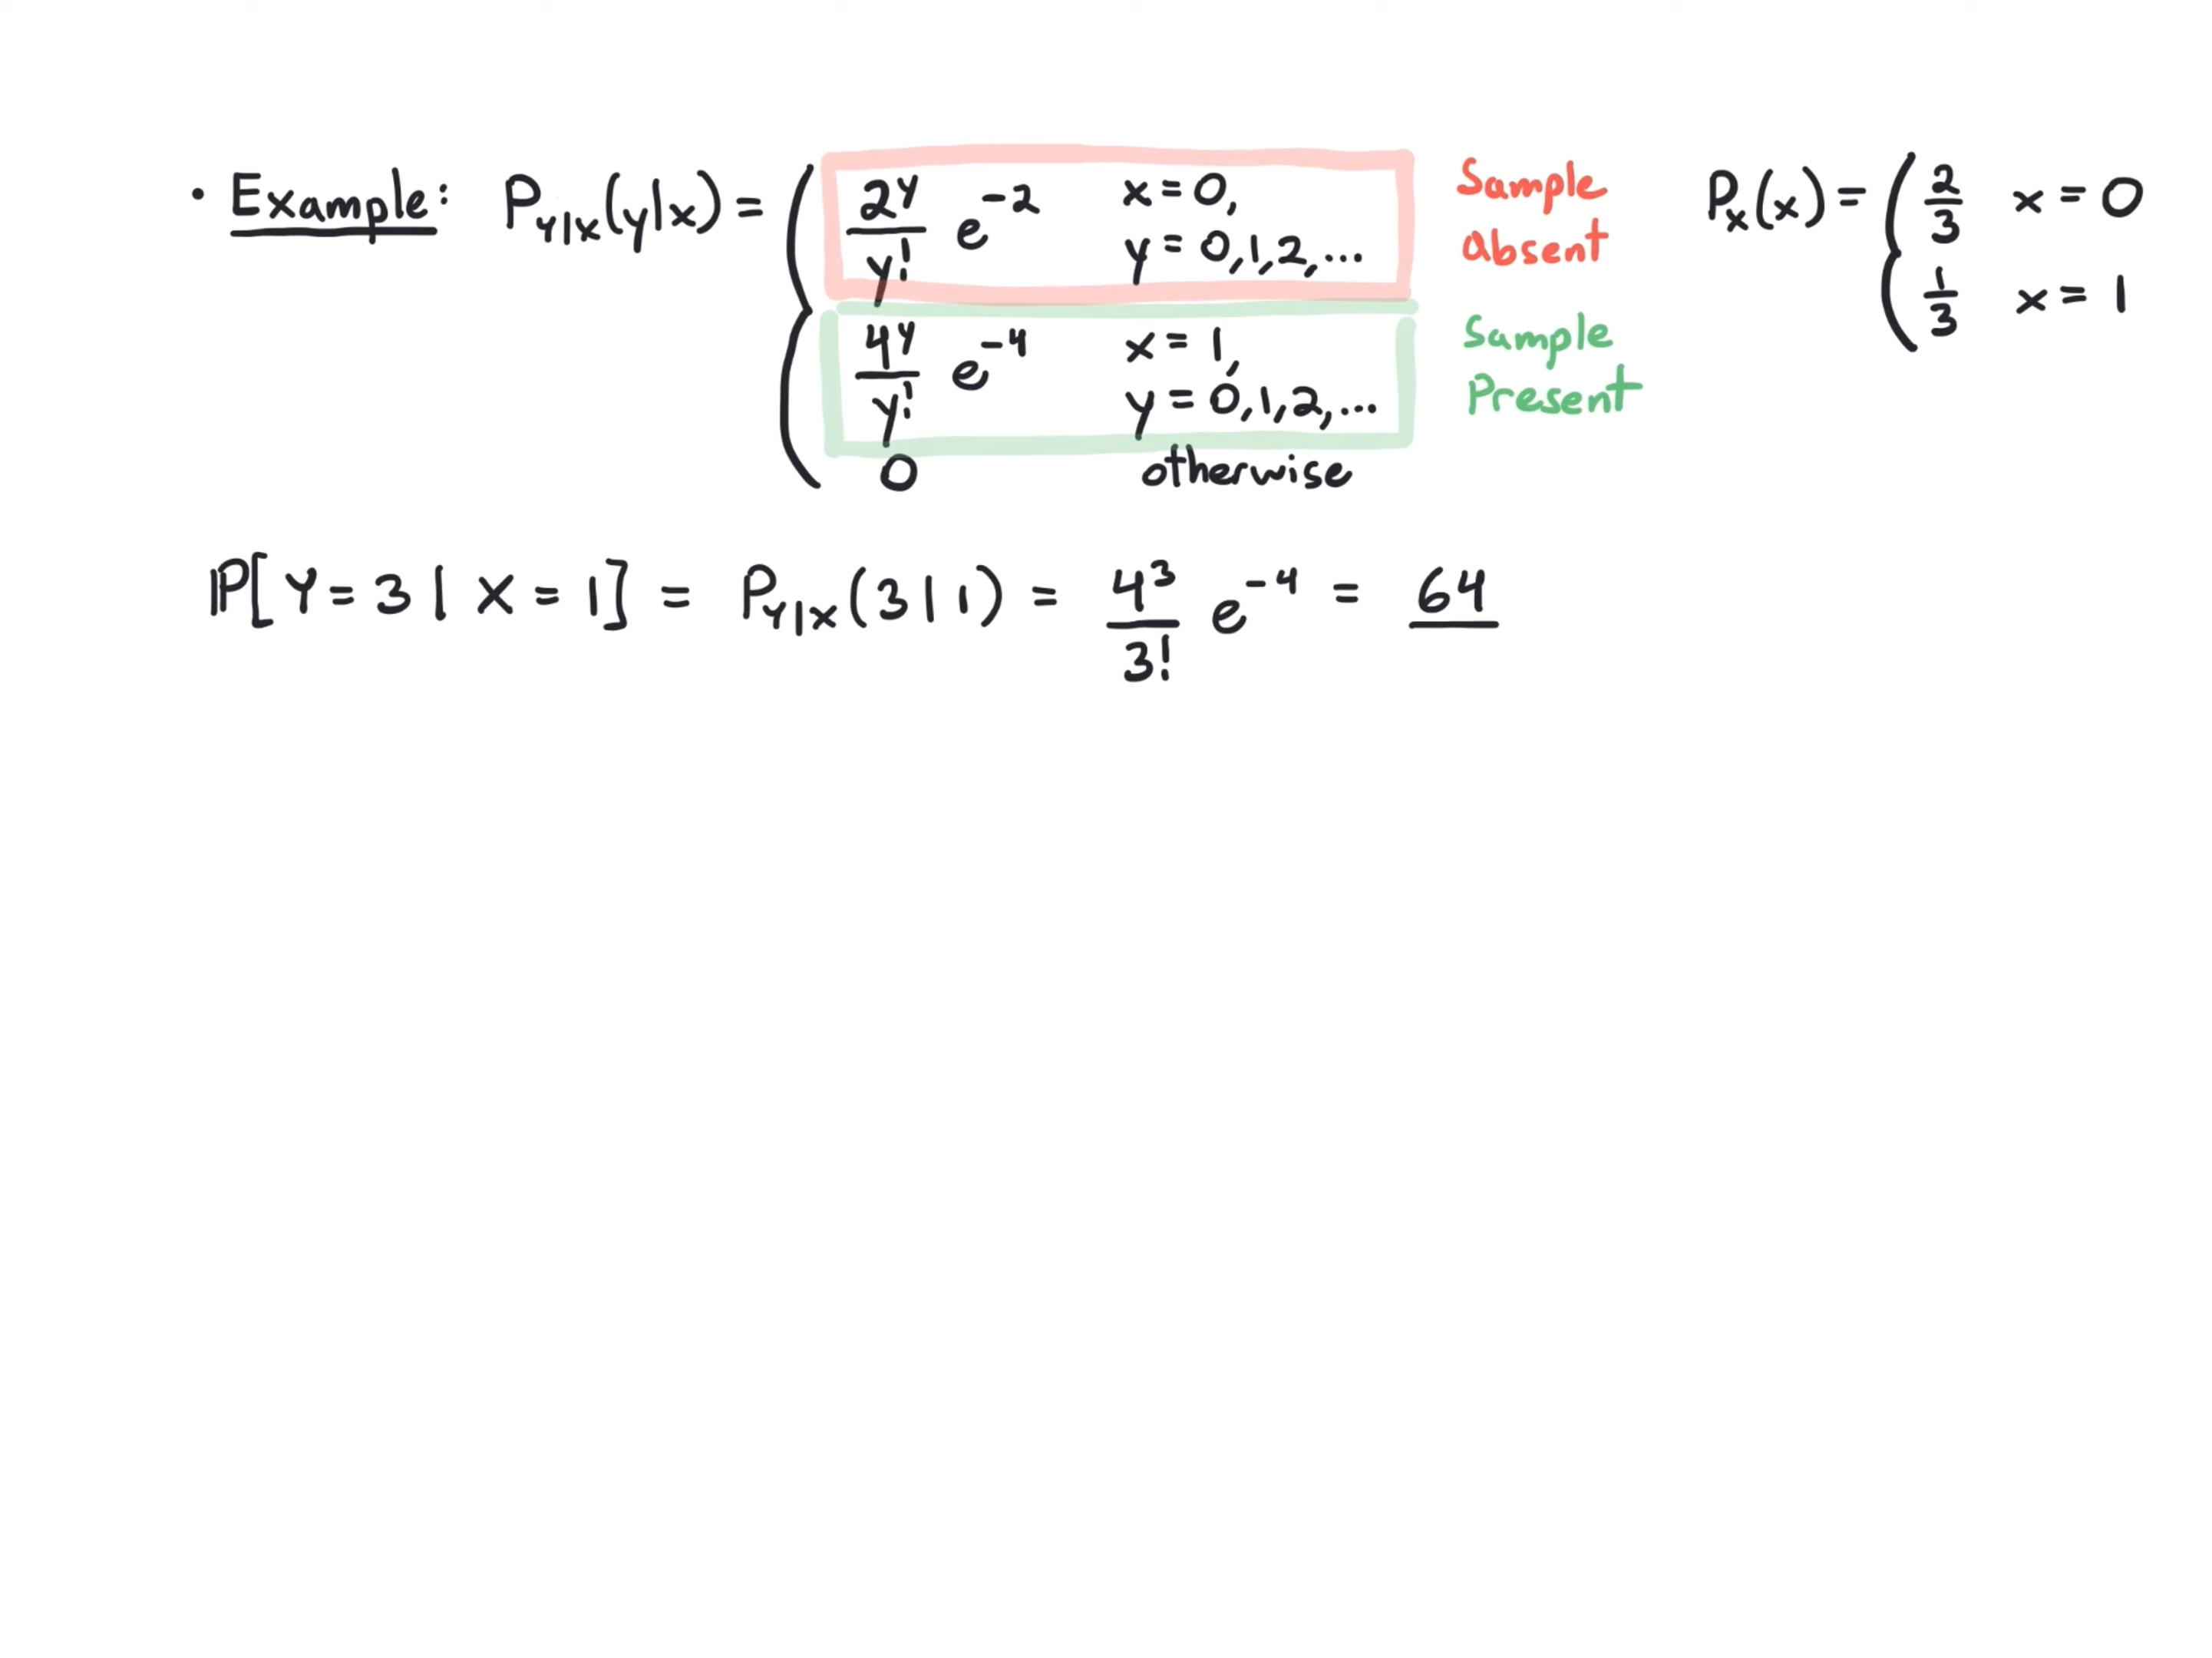 • Example: P_{Y|X}(y|x) = { 2^y/y! e^{-2} x = 0, y = 0,1,2,...
Sample Absent
4^y/y! e^{-4} x = 1, y = 0,1,2,...
Sample Present
0 otherwise
P_X(x) = { 2/3 x = 0
1/3 x = 1
ℙ[Y = 3 | X = 1] = P_{Y|X}(3|1) = 4^3/3! e^{-4} = 64